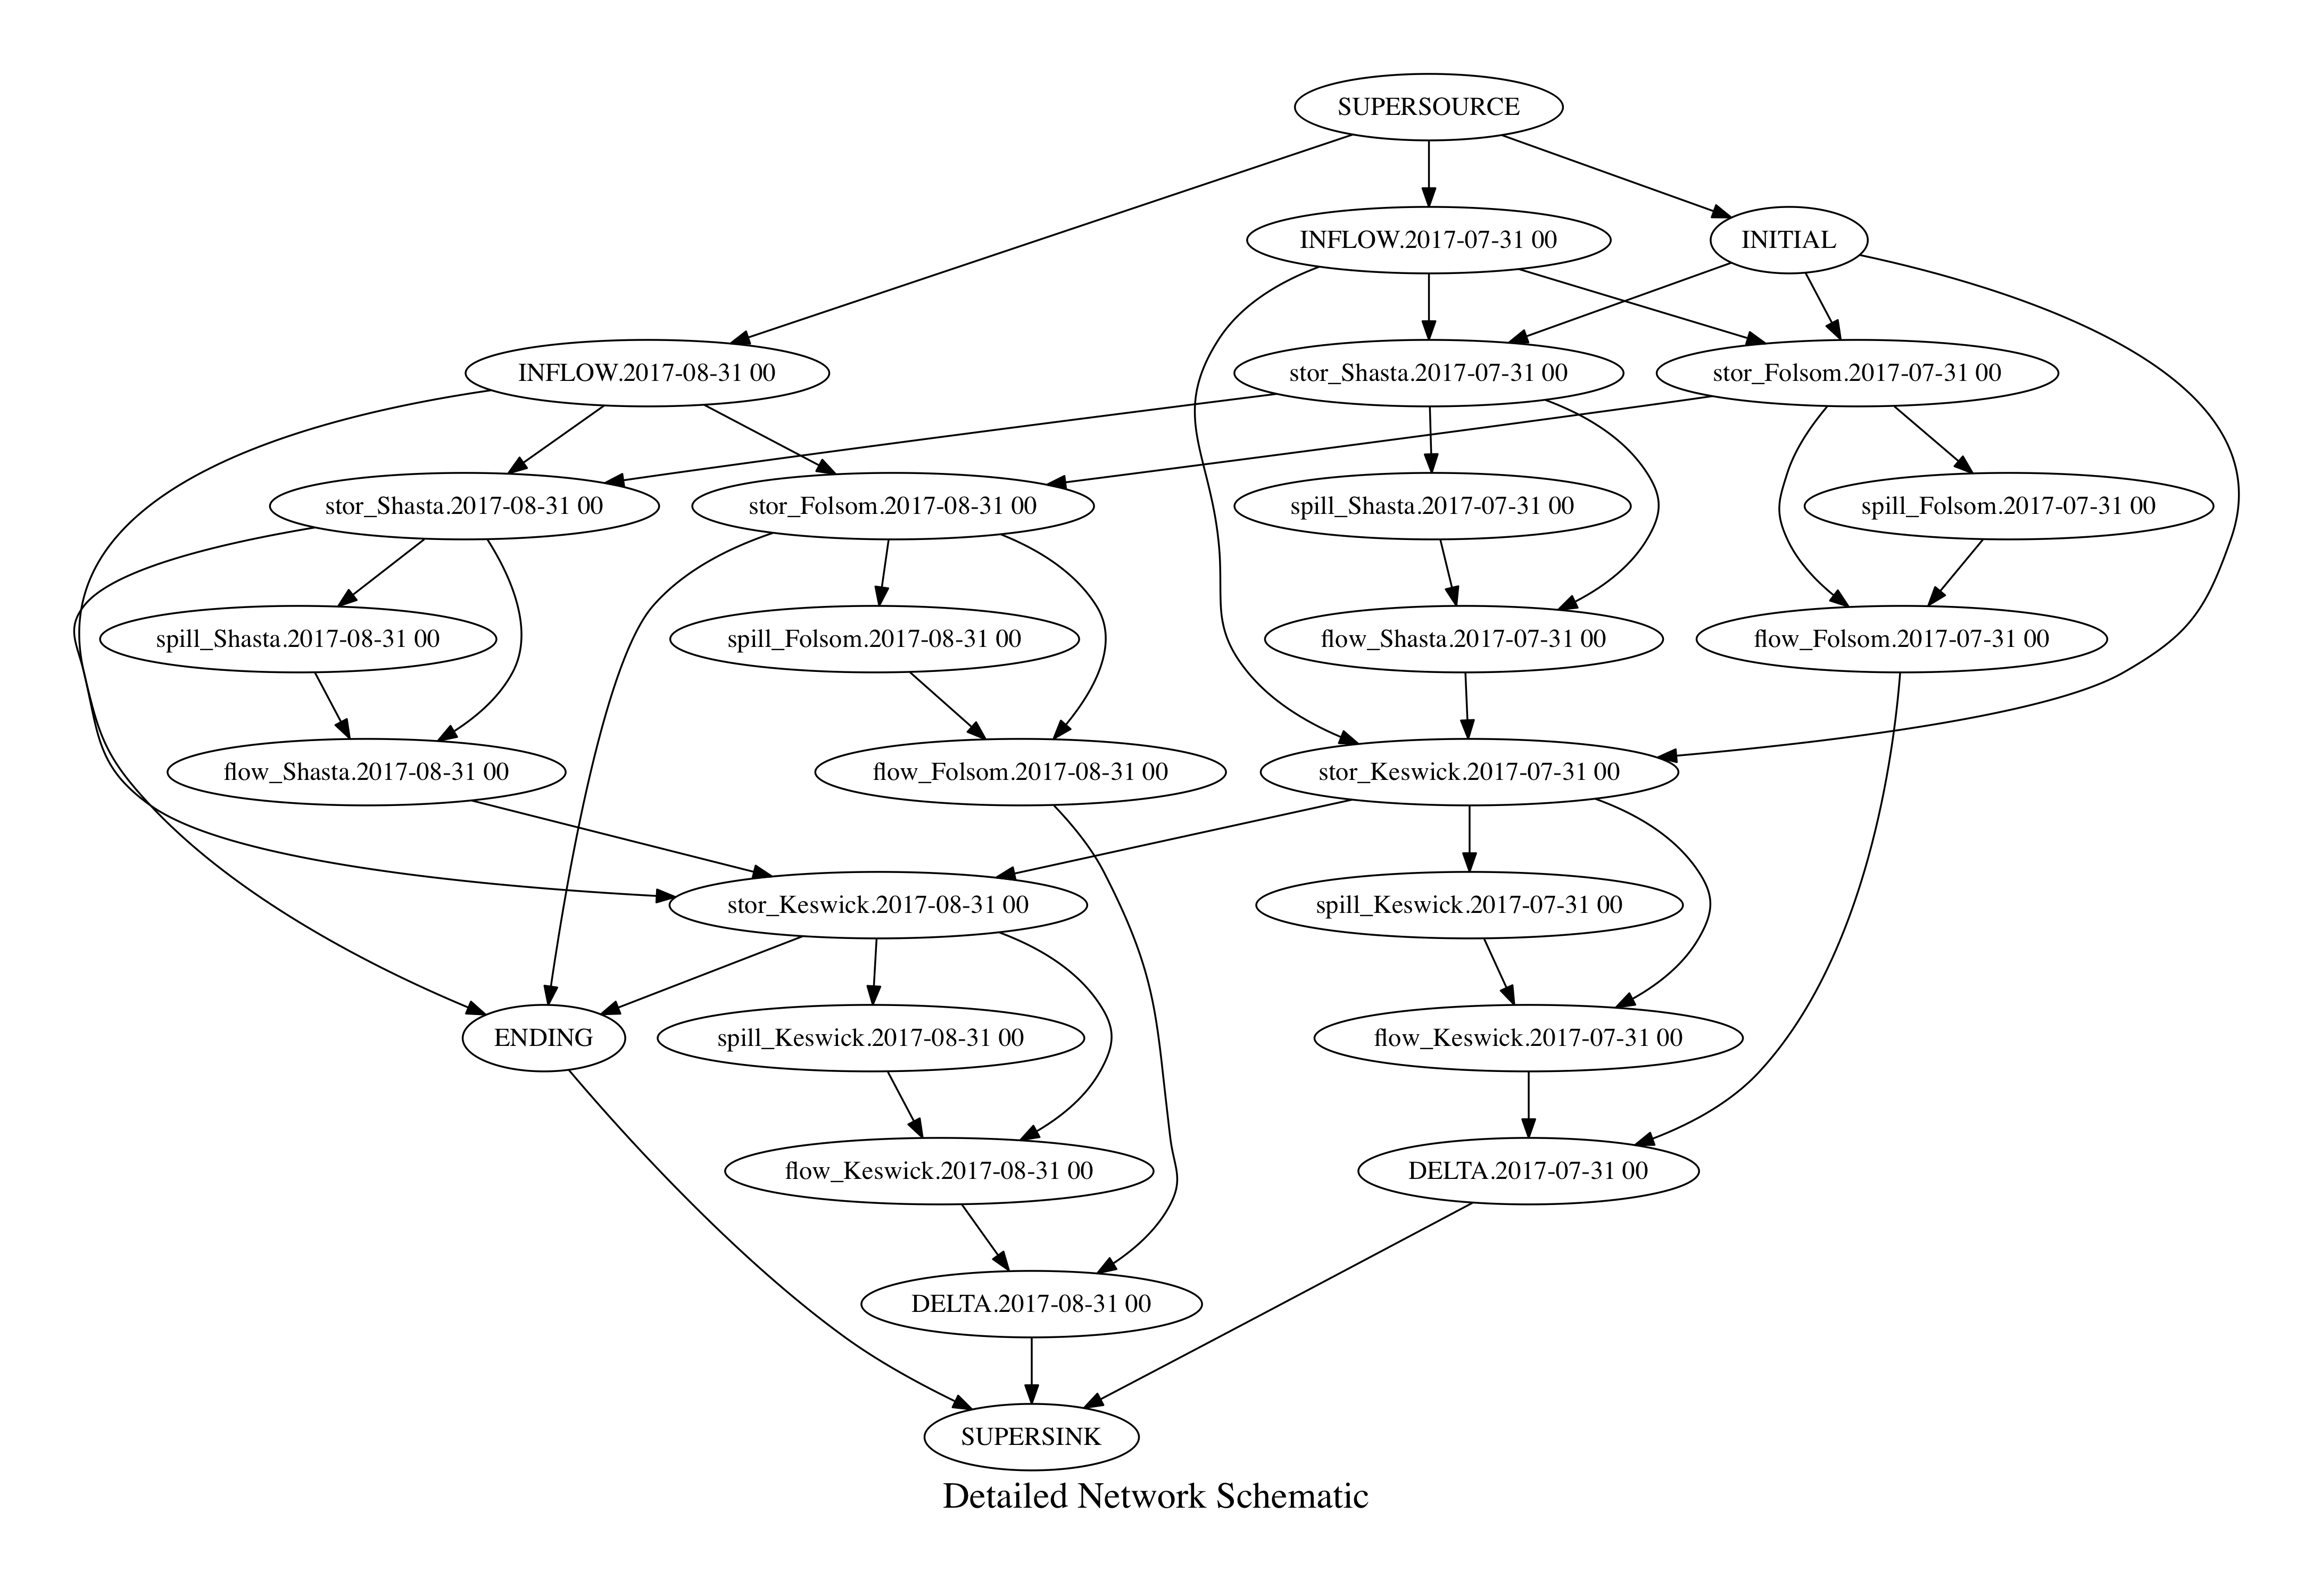 SUPERSOURCE
INFLOW.2017-07-31 00
INITIAL
INFLOW.2017-08-31 00
stor_Shasta.2017-07-31 00
stor_Folsom.2017-07-31 00
stor_Shasta.2017-08-31 00
stor_Folsom.2017-08-31 00
spill_Shasta.2017-07-31 00
spill_Folsom.2017-07-31 00
spill_Shasta.2017-08-31 00
spill_Folsom.2017-08-31 00
flow_Shasta.2017-07-31 00
flow_Folsom.2017-07-31 00
flow_Shasta.2017-08-31 00
flow_Folsom.2017-08-31 00
stor_Keswick.2017-07-31 00
stor_Keswick.2017-08-31 00
spill_Keswick.2017-07-31 00
ENDING
spill_Keswick.2017-08-31 00
flow_Keswick.2017-07-31 00
flow_Keswick.2017-08-31 00
DELTA.2017-07-31 00
DELTA.2017-08-31 00
SUPERSINK
Detailed Network Schematic